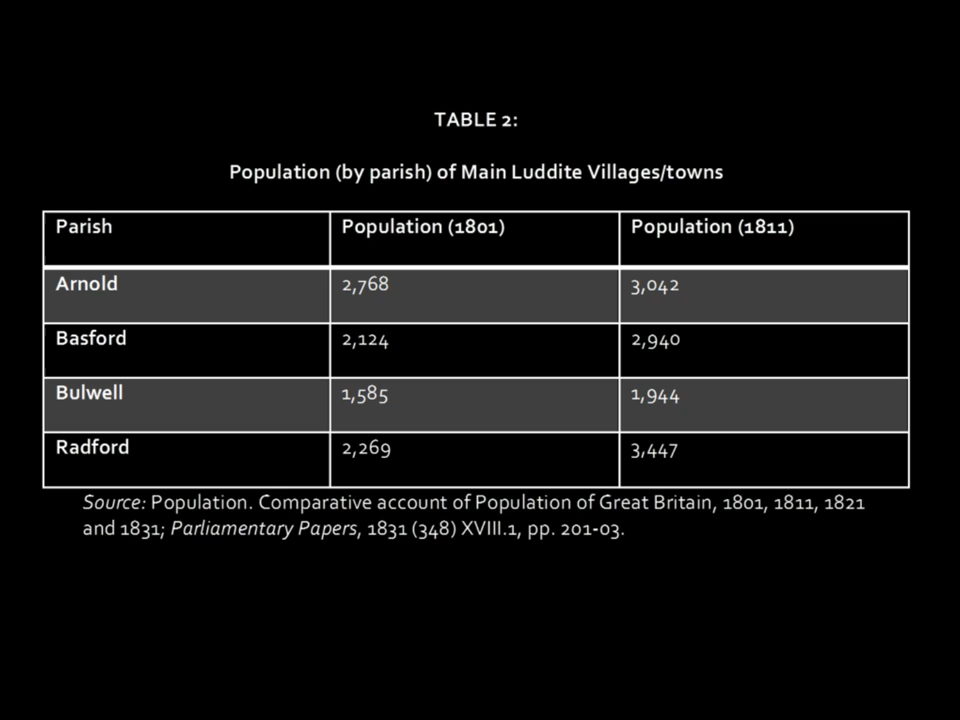 TABLE 2:
Population (by parish) of Main Luddite Villages/towns
Parish Population (1801) Population (1811)
Arnold 2,768 3,042
Basford 2,124 2,940
Bulwell 1,585 1,944
Radford 2,269 3,447
Source: Population. Comparative account of Population of Great Britain, 1801, 1811, 1821
and 1831; Parliamentary Papers, 1831 (348) XVIII.1, pp. 201-03.